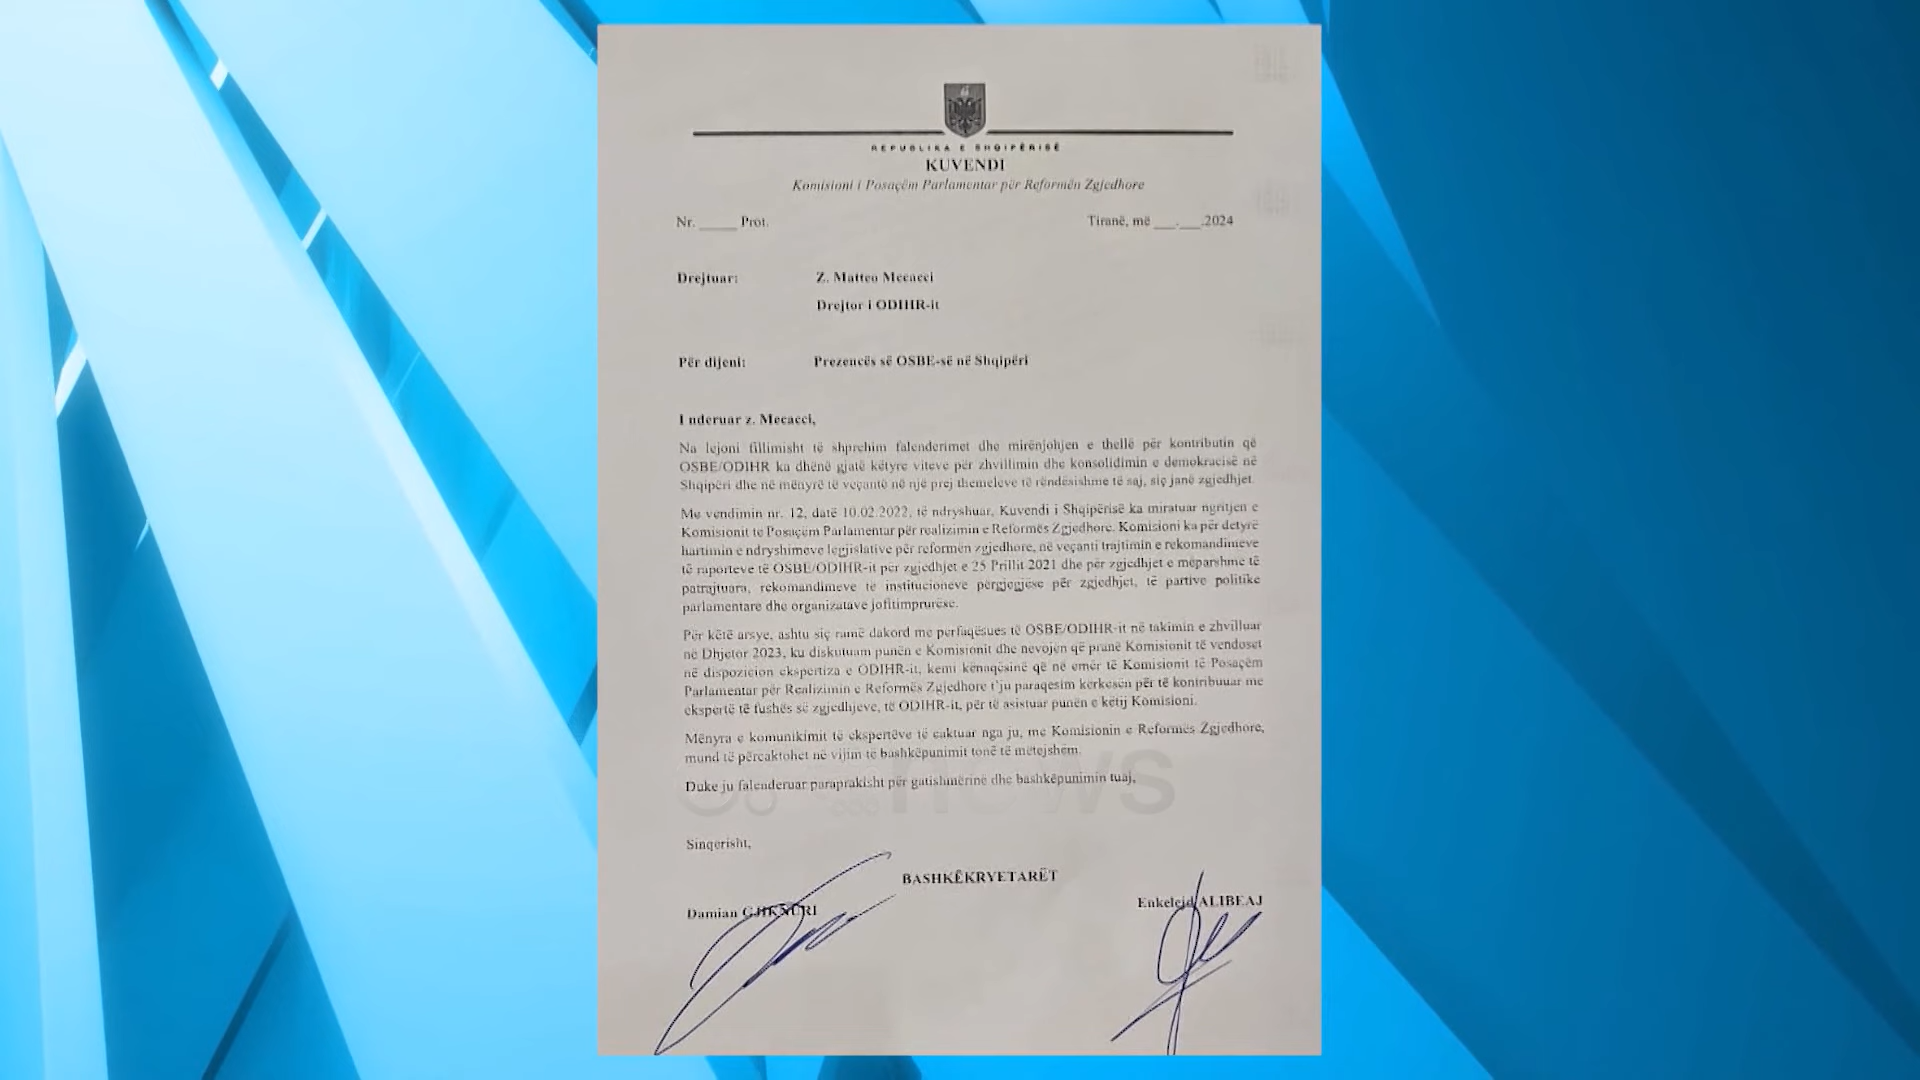 REPUBLIKA E SHQIPËRISË
KUVENDI
Komisioni i Posaçëm Parlamentar për Reformën Zgjedhore
Nr. _____ Prot. Tiranë, më ___.___.2024
Drejtuar: Z. Matteo Mecacci
Drejtor i ODIHR-it
Për dijeni: Prezencës së OSBE-së në Shqipëri
I nderuar z. Mecacci,
Na lejoni fillimisht të shprehim falenderimet dhe mirënjohjen e thellë për kontributin që
OSBE/ODIHR ka dhënë gjatë këtyre viteve për zhvillimin dhe konsolidimin e demokracisë në
Shqipëri dhe në mënyrë të veçantë në një prej themeleve të rëndësishme të saj, siç janë zgjedhjet.
Me vendimin nr. 12, datë 10.02.2022, të ndryshuar, Kuvendi i Shqipërisë ka miratuar ngritjen e
Komisionit të Posaçëm Parlamentar për realizimin e Reformës Zgjedhore. Komisioni ka për detyrë
hartimin e ndryshimeve legjislative për reformën zgjedhore, në veçanti trajtimin e rekomandimeve
të raporteve të OSBE/ODIHR-it për zgjedhjet e 25 Prillit 2021 dhe për zgjedhjet e mëparshme të
patrajtuara, rekomandimeve të institucioneve përgjegjëse për zgjedhjet, të partive politike
parlamentare dhe organizatave jofitimprurëse.
Për këtë arsye, ashtu siç ramë dakord me përfaqësues të OSBE/ODIHR-it në takimin e zhvilluar
në Dhjetor 2023, ku diskutuam punën e Komisionit dhe nevojën që pranë Komisionit të vendoset
në dispozicion ekspertiza e ODIHR-it, kemi kënaqësinë që në emër të Komisionit të Posaçëm
Parlamentar për Realizimin e Reformës Zgjedhore t'ju paraqesim kërkesën për të kontribuuar me
ekspertë të fushës së zgjedhjeve, të ODIHR-it, për të asistuar punën e këtij Komisioni.
Mënyra e komunikimit të ekspertëve të caktuar nga ju, me Komisionin e Reformës Zgjedhore,
mund të përcaktohet në vijim të bashkëpunimit tonë të mëtejshëm.
Duke ju falenderuar paraprakisht për gatishmërinë dhe bashkëpunimin tuaj,
news
Sinqerisht,
BASHKËKRYETARËT
Damian GJIKNURI Enkelejd ALIBEAJ